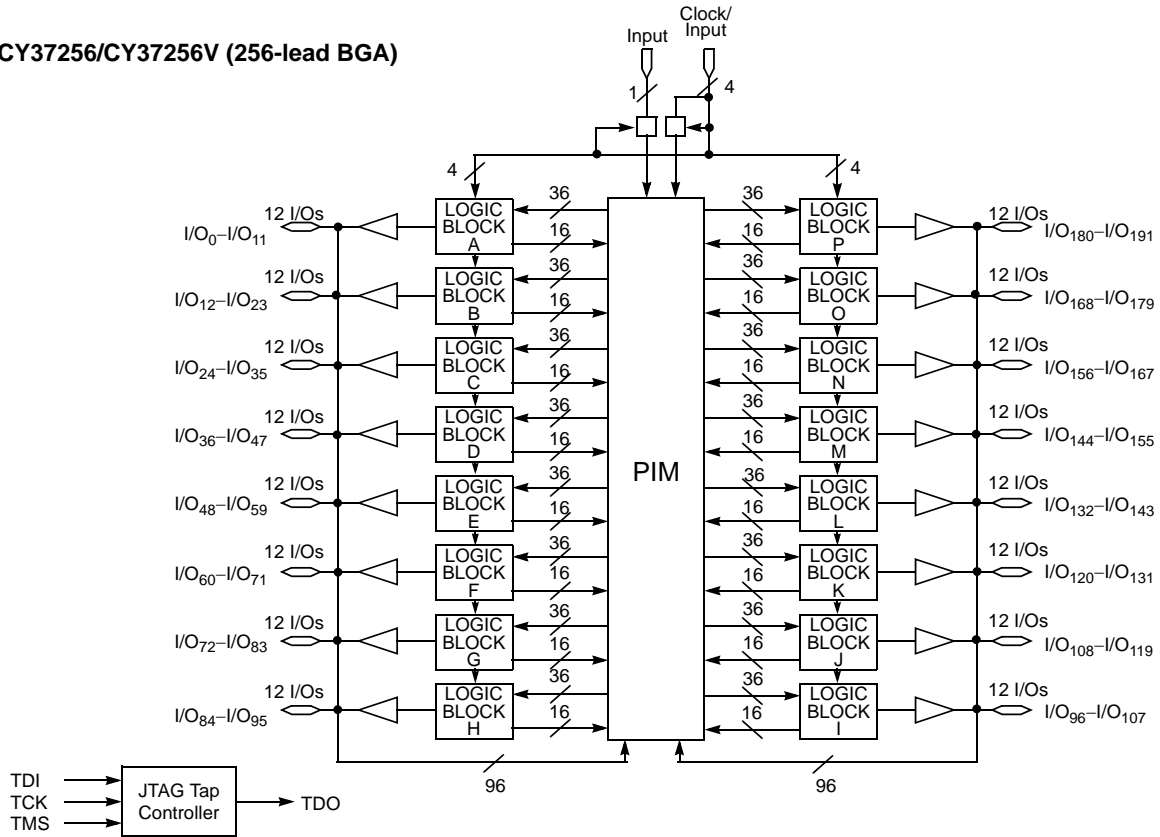 CY37256/CY37256V (256-lead BGA)
Input
Clock/
Input
1
4
4
4
12 I/Os
I/O0–I/O11
LOGIC
BLOCK
A
36
16
36
16
LOGIC
BLOCK
P
12 I/Os
I/O180–I/O191
12 I/Os
I/O12–I/O23
LOGIC
BLOCK
B
36
16
36
16
LOGIC
BLOCK
O
12 I/Os
I/O168–I/O179
12 I/Os
I/O24–I/O35
LOGIC
BLOCK
C
36
16
36
16
LOGIC
BLOCK
N
12 I/Os
I/O156–I/O167
12 I/Os
I/O36–I/O47
LOGIC
BLOCK
D
36
16
36
16
LOGIC
BLOCK
M
12 I/Os
I/O144–I/O155
PIM
12 I/Os
I/O48–I/O59
LOGIC
BLOCK
E
36
16
36
16
LOGIC
BLOCK
L
12 I/Os
I/O132–I/O143
12 I/Os
I/O60–I/O71
LOGIC
BLOCK
F
36
16
36
16
LOGIC
BLOCK
K
12 I/Os
I/O120–I/O131
12 I/Os
I/O72–I/O83
LOGIC
BLOCK
G
36
16
36
16
LOGIC
BLOCK
J
12 I/Os
I/O108–I/O119
12 I/Os
I/O84–I/O95
LOGIC
BLOCK
H
36
16
36
16
LOGIC
BLOCK
I
12 I/Os
I/O96–I/O107
96
96
TDI
TCK
TMS
JTAG Tap
Controller
TDO